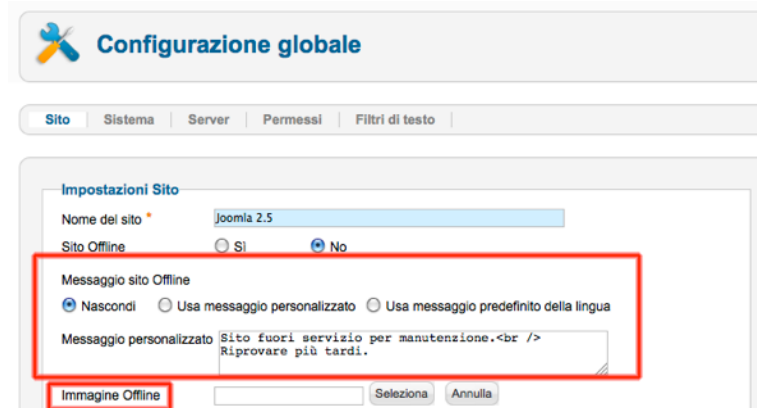 Configurazione globale
Sito Sistema Server Permessi Filtri di testo
Impostazioni Sito
Nome del sito * Joomla 2.5
Sito Offline Sì No
Messaggio sito Offline
Nascondi Usa messaggio personalizzato Usa messaggio predefinito della lingua
Messaggio personalizzato Sito fuori servizio per manutenzione.<br />
Riprovare più tardi.
Immagine Offline Seleziona Annulla